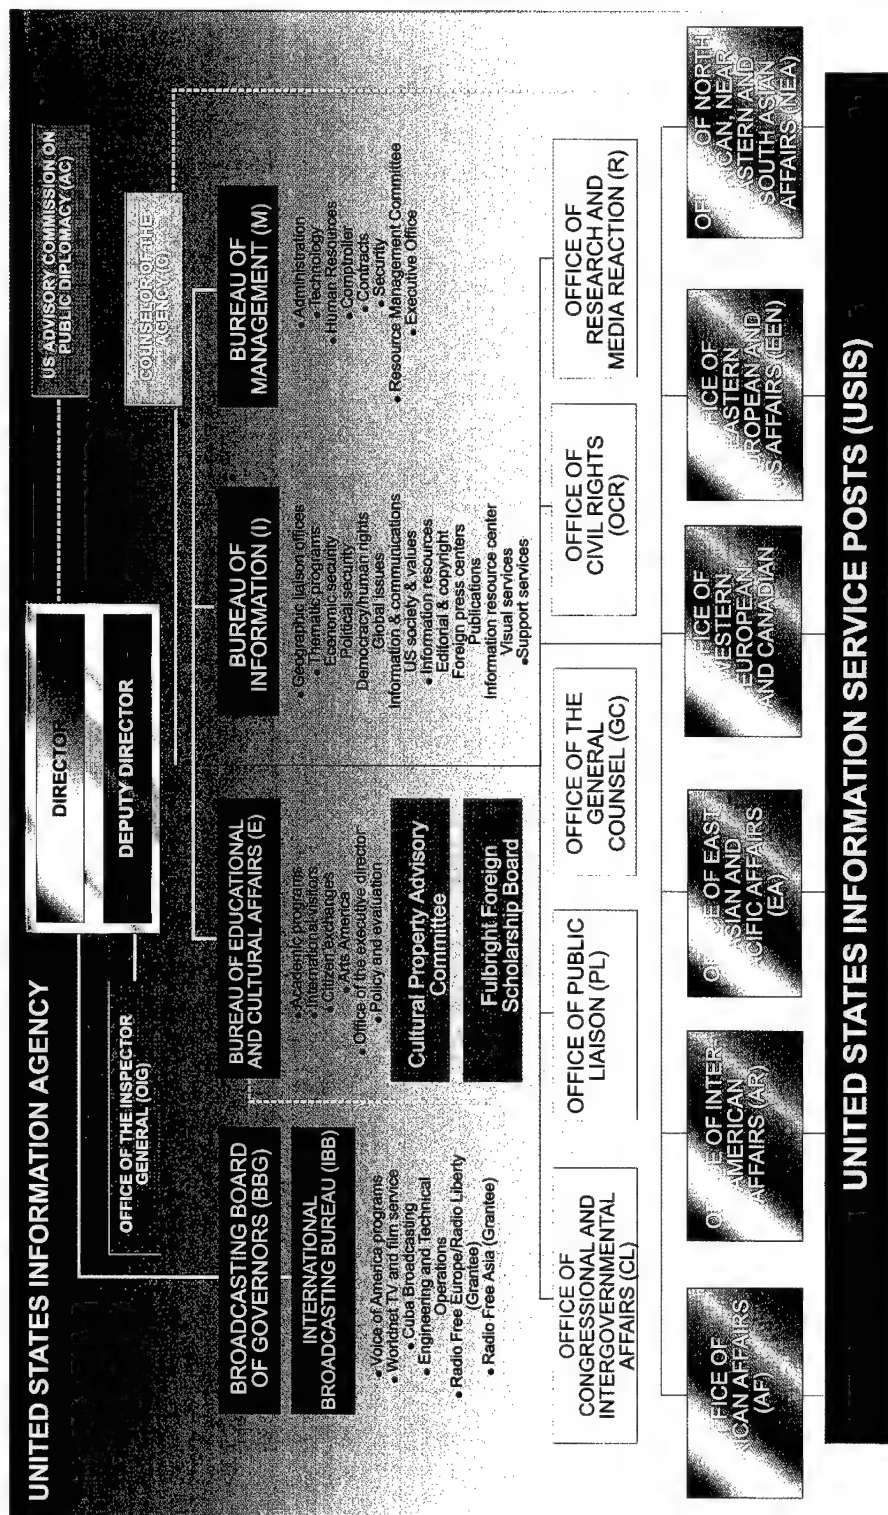 UNITED STATES INFORMATION AGENCY
DIRECTOR
DEPUTY DIRECTOR
US ADVISORY COMMISSION ON
PUBLIC DIPLOMACY (AC)
OFFICE OF THE INSPECTOR
GENERAL (OIG)
COUNSELOR OF THE
AGENCY (C)
BROADCASTING BOARD
OF GOVERNORS (BBG)
INTERNATIONAL
BROADCASTING BUREAU (IBB)
• Voice of America programs
• Worldnet TV and film service
• Cuba Broadcasting
• Engineering and Technical
Operations
• Radio Free Europe/Radio Liberty
(Grantee)
• Radio Free Asia (Grantee)
BUREAU OF EDUCATIONAL
AND CULTURAL AFFAIRS (E)
• Academic programs
• International visitors
• Citizen exchanges
• Arts America
• Office of the executive director
• Policy and evaluation
Cultural Property Advisory
Committee
Fulbright Foreign
Scholarship Board
BUREAU OF
INFORMATION (I)
• Geographic liaison offices
• Thematic programs
Economic security
Political security
Democracy/human rights
Global issues
Information & communications
US society & values
• Information resources
Editorial & copyright
Foreign press centers
Publications
Information resource center
Visual services
•Support services
BUREAU OF
MANAGEMENT (M)
• Administration
• Technology
• Human Resources
• Comptroller
• Contracts
• Security
• Resource Management Committee
• Executive Office
OFFICE OF
CONGRESSIONAL AND
INTERGOVERNMENTAL
AFFAIRS (CL)
OFFICE OF PUBLIC
LIAISON (PL)
OFFICE OF THE
GENERAL
COUNSEL (GC)
OFFICE OF
CIVIL RIGHTS
(OCR)
OFFICE OF
RESEARCH AND
MEDIA REACTION (R)
OF
AFFAIRS
(AF)
OF INTER-
AMERICAN
AFFAIRS (AR)
OF EAST
ASIAN AND
AFFAIRS
(EA)
OF
EUROPEAN
AND CANADIAN
OF
AND
AFFAIRS (EEN)
OF NORTH
NEAR
AND
SOUTH ASIAN
AFFAIRS (NEA)
UNITED STATES INFORMATION SERVICE POSTS (USIS)